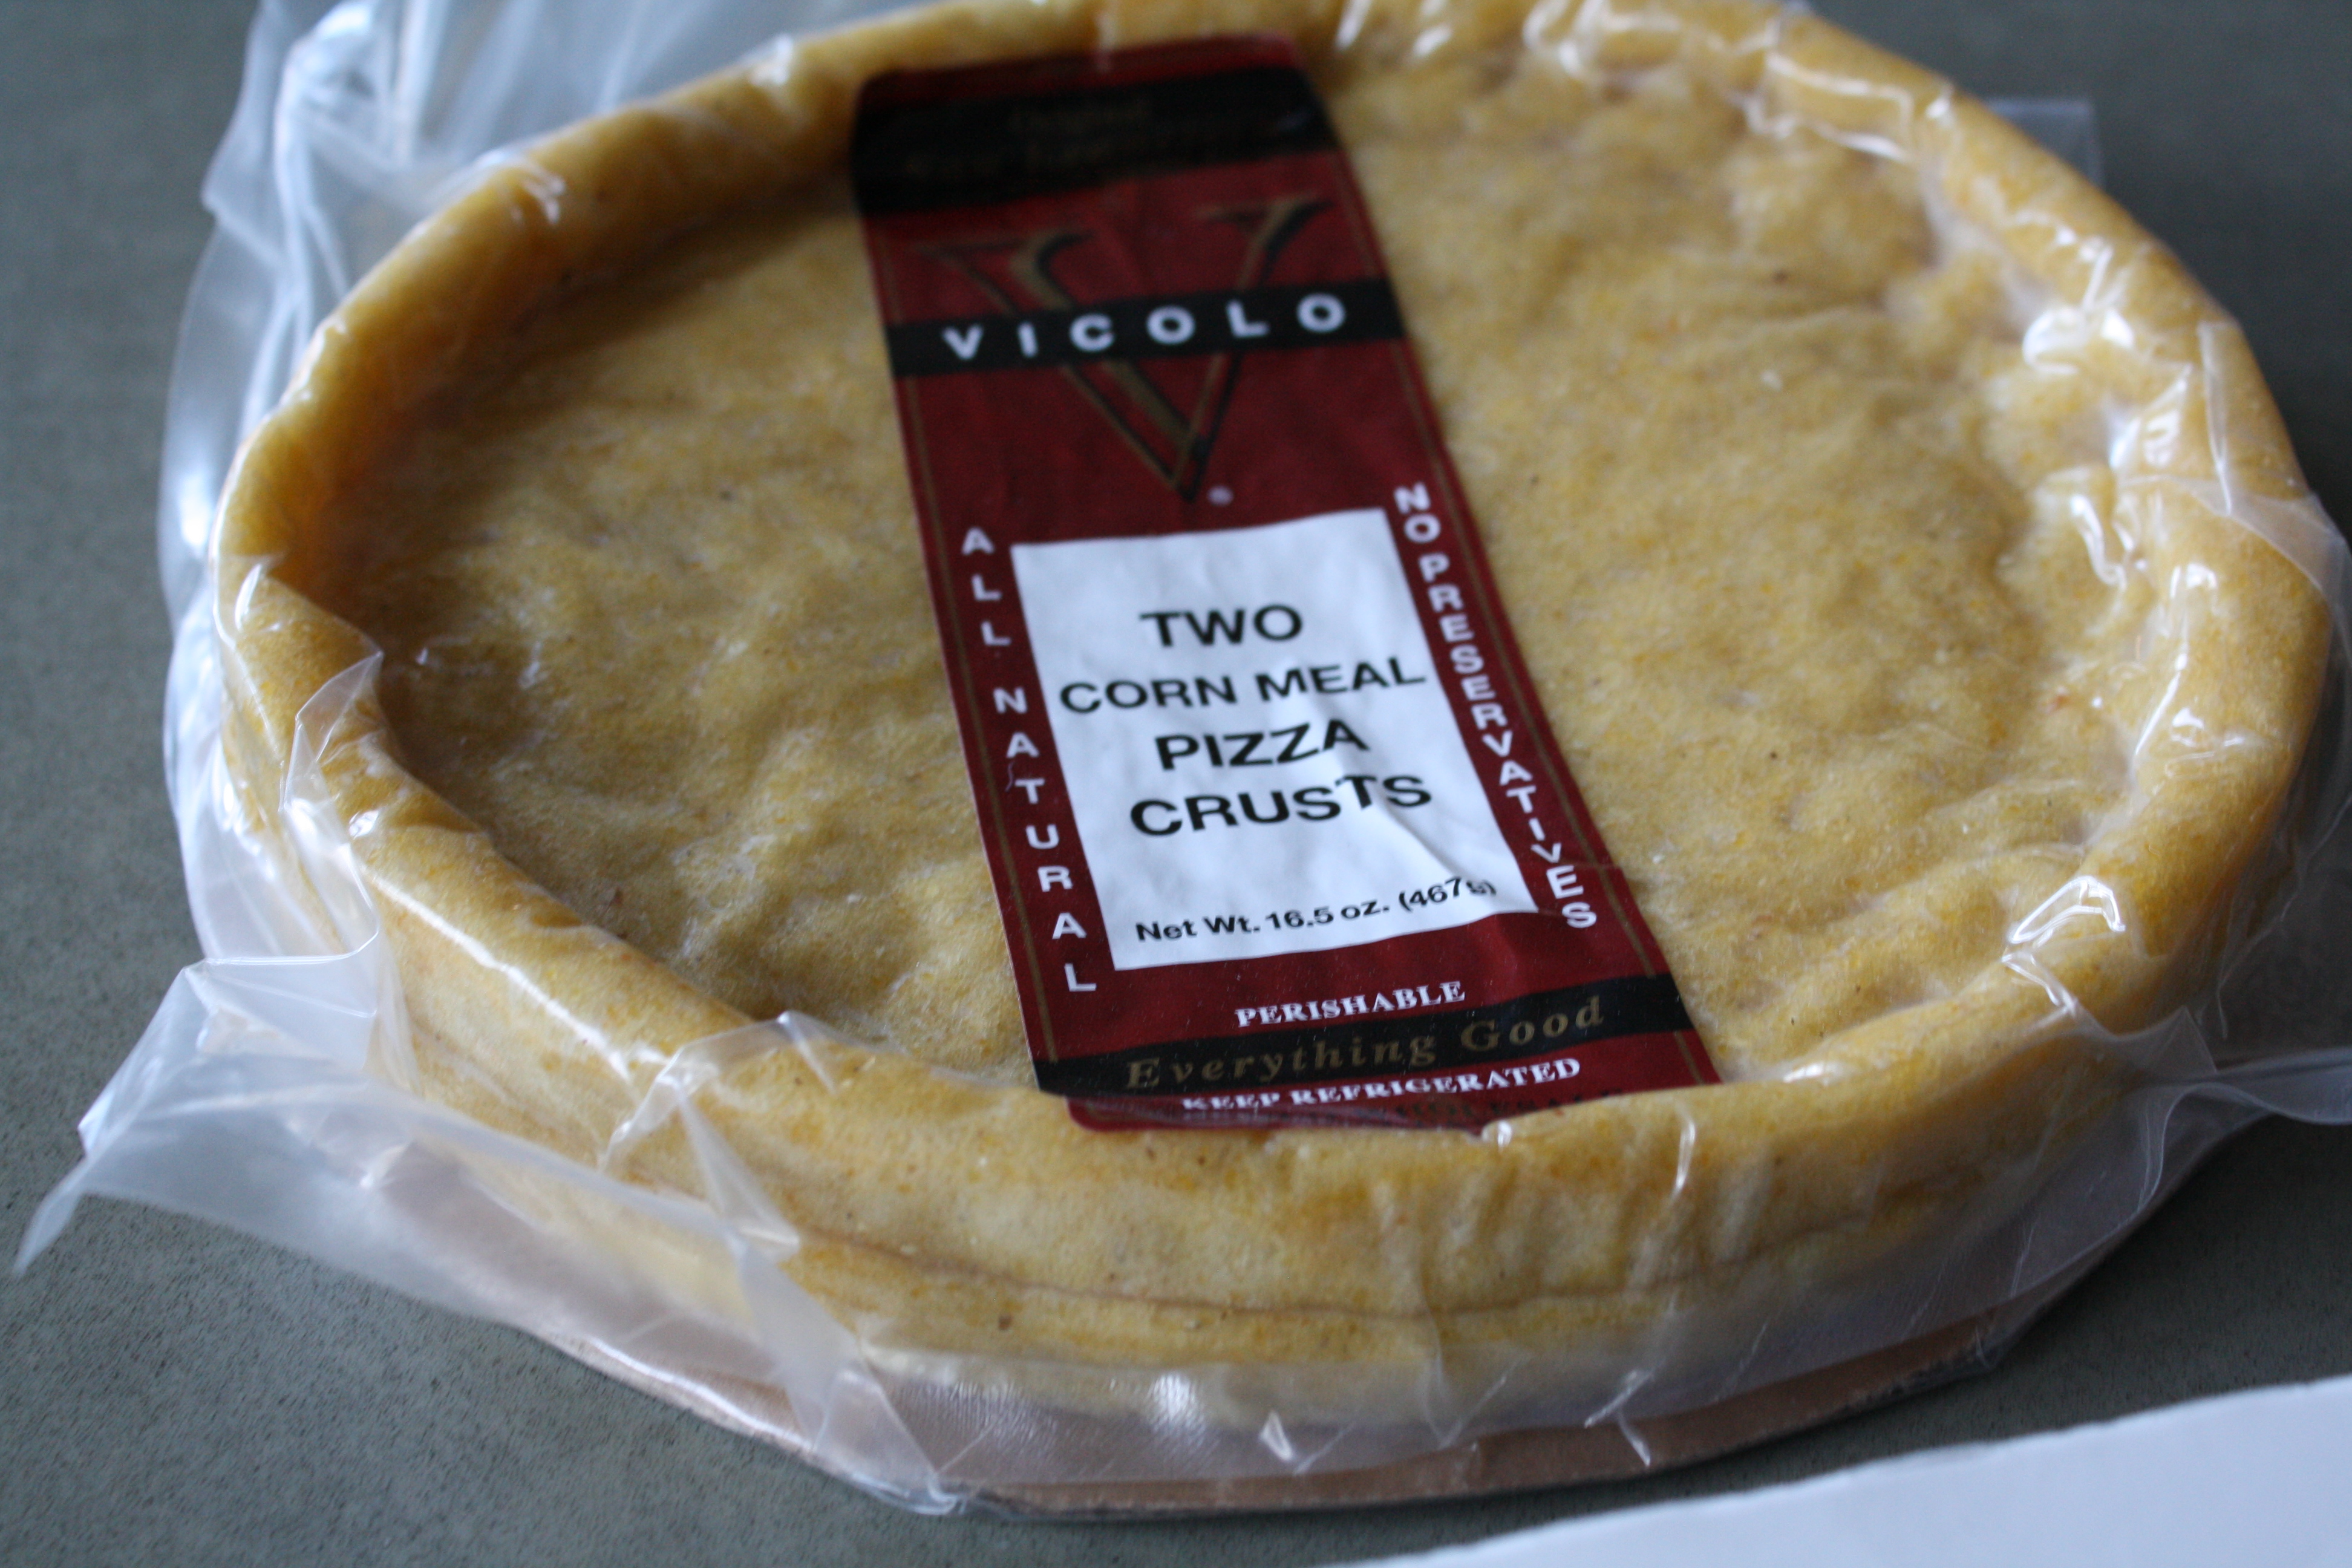 V
VICOLO
ALL NATURAL
NO PRESERVATIVES
TWO
CORN MEAL
PIZZA
CRUSTS
Net Wt. 16.5 oz. (467g)
PERISHABLE
Everything Good
KEEP REFRIGERATED